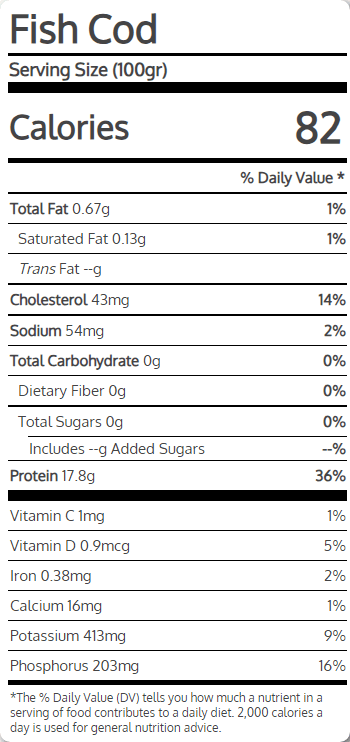 Fish Cod
Serving Size (100gr)
Calories 82
% Daily Value *
Total Fat 0.67g 1%
Saturated Fat 0.13g 1%
Trans Fat --g
Cholesterol 43mg 14%
Sodium 54mg 2%
Total Carbohydrate 0g 0%
Dietary Fiber 0g 0%
Total Sugars 0g 0%
Includes --g Added Sugars --%
Protein 17.8g 36%
Vitamin C 1mg 1%
Vitamin D 0.9mcg 5%
Iron 0.38mg 2%
Calcium 16mg 1%
Potassium 413mg 9%
Phosphorus 203mg 16%
*The % Daily Value (DV) tells you how much a nutrient in a
serving of food contributes to a daily diet. 2,000 calories a
day is used for general nutrition advice.